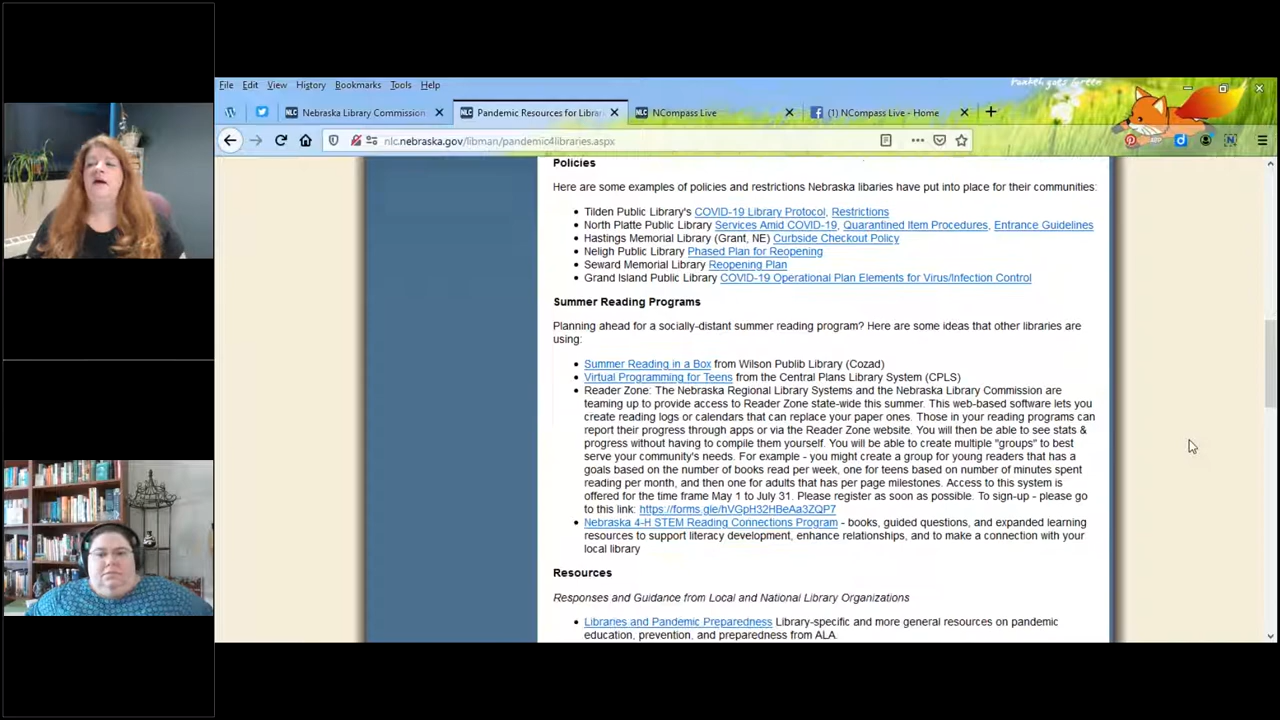 File Edit View History Bookmarks Tools Help
Nebraska Library Commission Pandemic Resources for Librar NCompass Live (1) NCompass Live - Home
nlc.nebraska.gov/libman/pandemic4libraries.aspx
Policies
Here are some examples of policies and restrictions Nebraska libaries have put into place for their communities:
Tilden Public Library's COVID-19 Library Protocol, Restrictions
North Platte Public Library Services Amid COVID-19, Quarantined Item Procedures, Entrance Guidelines
Hastings Memorial Library (Grant, NE) Curbside Checkout Policy
Neligh Public Library Phased Plan for Reopening
Seward Memorial Library Reopening Plan
Grand Island Public Library COVID-19 Operational Plan Elements for Virus/Infection Control
Summer Reading Programs
Planning ahead for a socially-distant summer reading program? Here are some ideas that other libraries are
using:
Summer Reading in a Box from Wilson Publib Library (Cozad)
Virtual Programming for Teens from the Central Plans Library System (CPLS)
Reader Zone: The Nebraska Regional Library Systems and the Nebraska Library Commission are
teaming up to provide access to Reader Zone state-wide this summer. This web-based software lets you
create reading logs or calendars that can replace your paper ones. Those in your reading programs can
report their progress through apps or via the Reader Zone website. You will then be able to see stats &
progress without having to compile them yourself. You will be able to create multiple "groups" to best
serve your community's needs. For example - you might create a group for young readers that has a
goals based on the number of books read per week, one for teens based on number of minutes spent
reading per month, and then one for adults that has per page milestones. Access to this system is
offered for the time frame May 1 to July 31. Please register as soon as possible. To sign-up - please go
to this link: https://forms.gle/hVGpH32HBeAa3ZQP7
Nebraska 4-H STEM Reading Connections Program - books, guided questions, and expanded learning
resources to support literacy development, enhance relationships, and to make a connection with your
local library
Resources
Responses and Guidance from Local and National Library Organizations
Libraries and Pandemic Preparedness Library-specific and more general resources on pandemic
education, prevention, and preparedness from ALA.